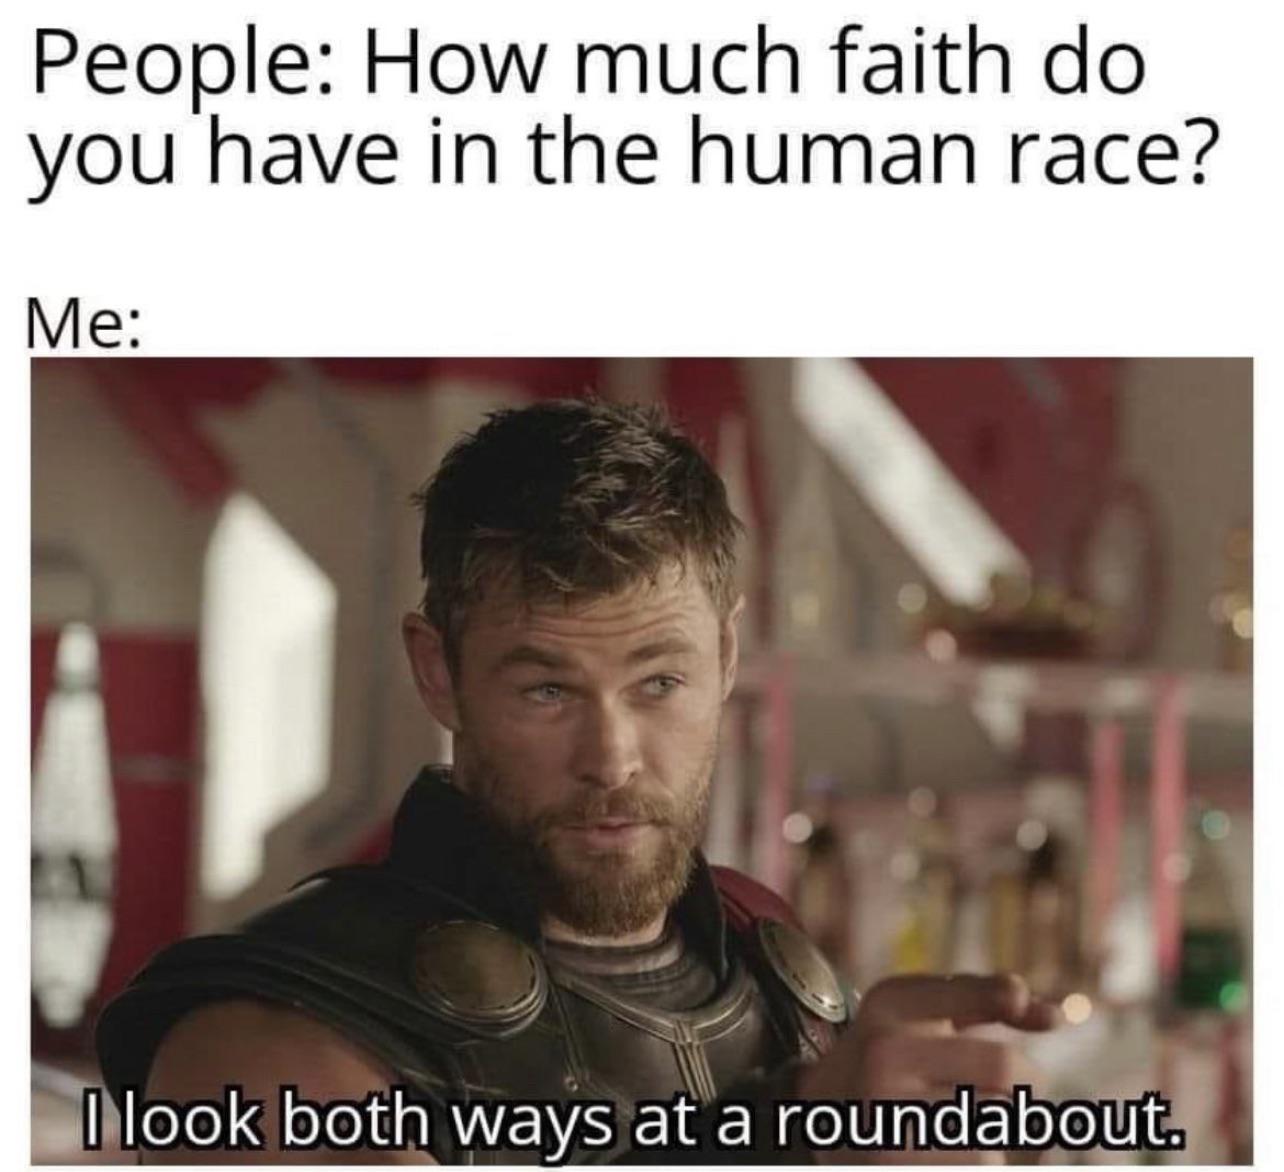 People: How much faith do
you have in the human race?
Me:
I look both ways at a roundabout.